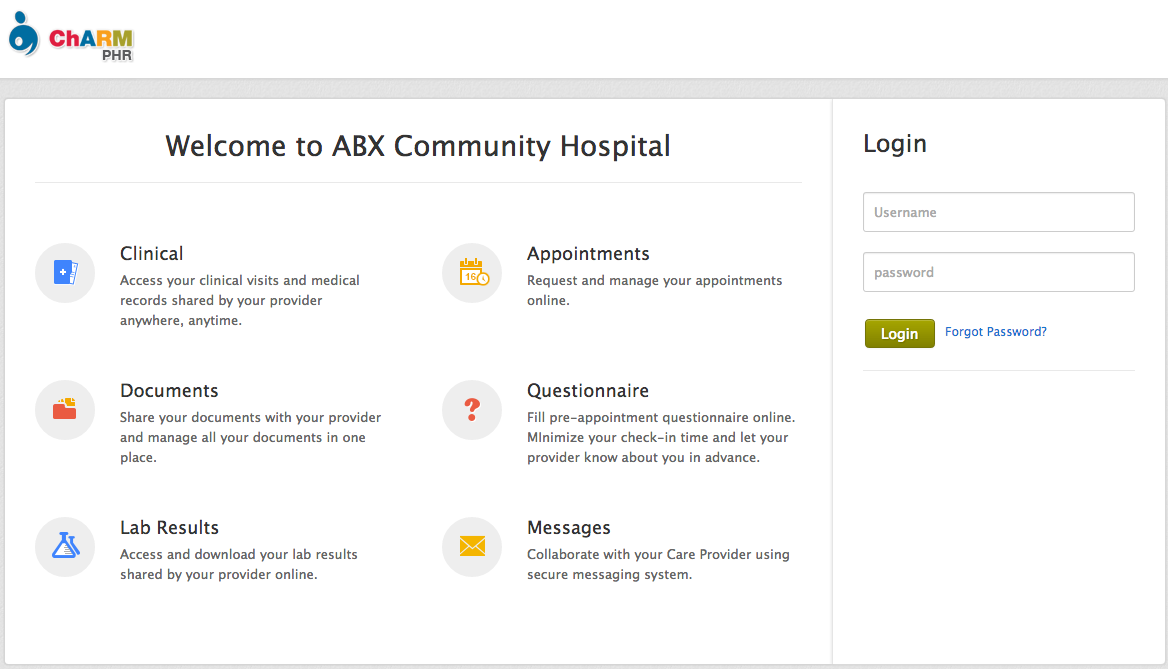 ChARM
PHR
Welcome to ABX Community Hospital
Clinical
Access your clinical visits and medical
records shared by your provider
anywhere, anytime.
Appointments
16
Request and manage your appointments
online.
Documents
Share your documents with your provider
and manage all your documents in one
place.
Questionnaire
?
Fill pre-appointment questionnaire online.
MInimize your check-in time and let your
provider know about you in advance.
Lab Results
Access and download your lab results
shared by your provider online.
Messages
Collaborate with your Care Provider using
secure messaging system.
Login
Username
password
Login
Forgot Password?